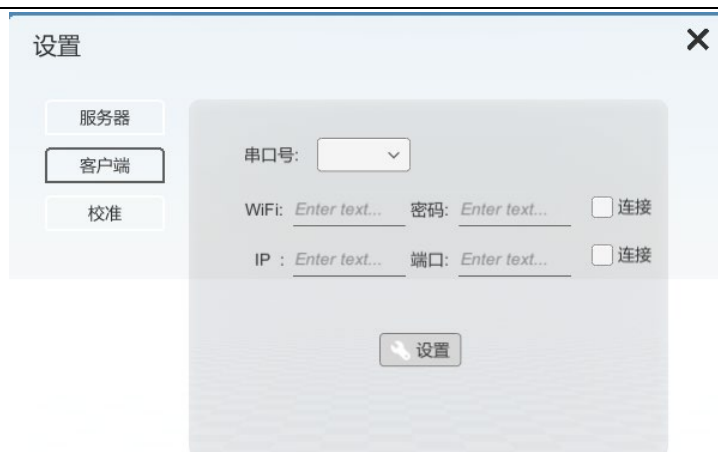 设置
服务器
客户端
校准
串口号:
WiFi: Enter text... 密码: Enter text... 连接
IP : Enter text... 端口: Enter text... 连接
设置